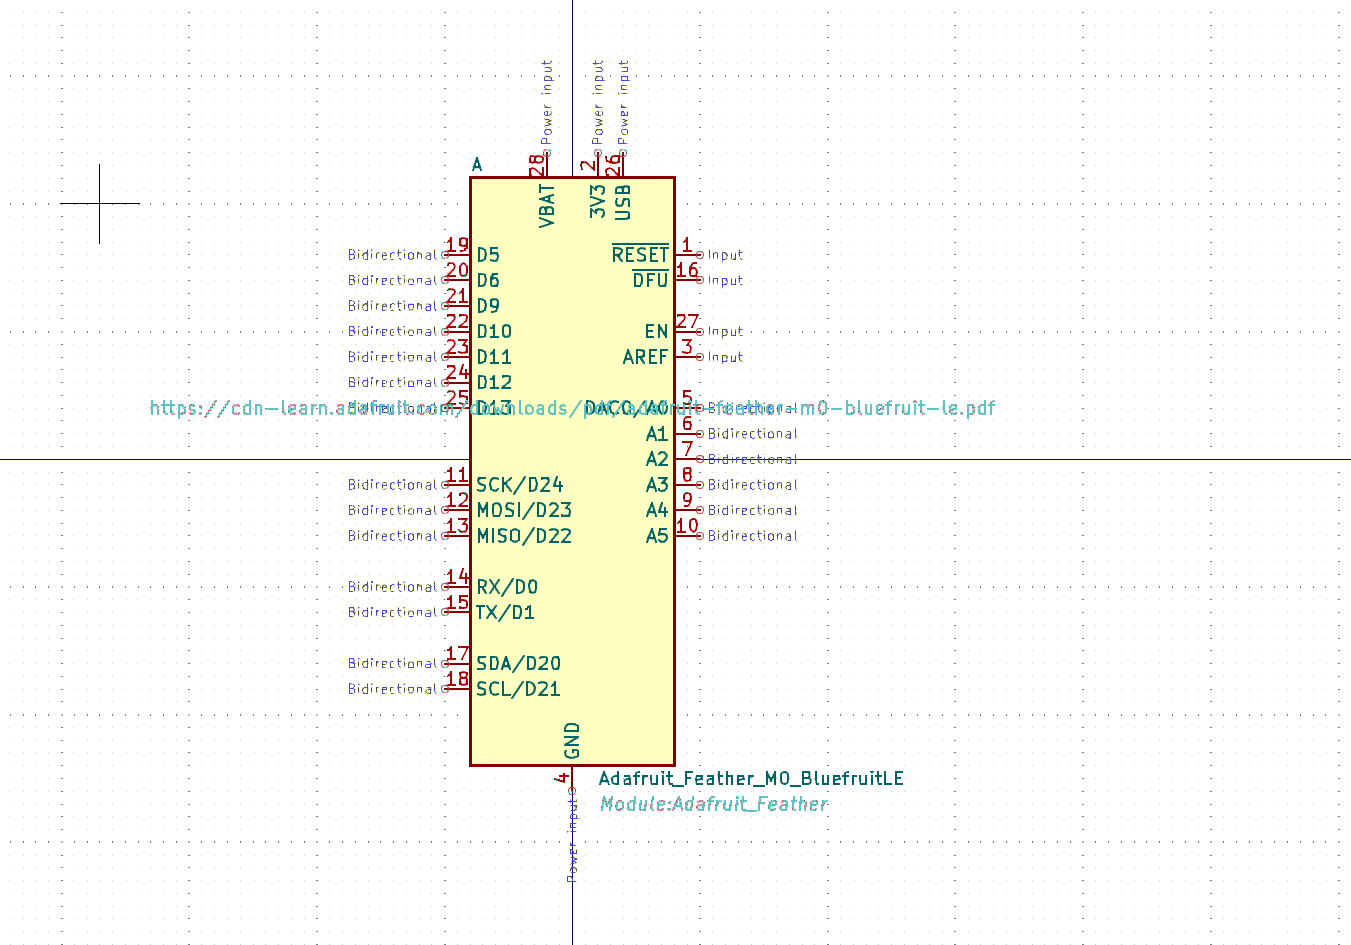 Power input Power input Power input
A 28 2 26
VBAT 3V3 USB
Bidirectional 19 D5 RESET 1 Input
Bidirectional 20 D6 DFU 16 Input
Bidirectional 21 D9
Bidirectional 22 D10 EN 27 Input
Bidirectional 23 D11 AREF 3 Input
Bidirectional 24 D12
Bidirectional 25 D13 DAC0/A0 5 Bidirectional
https://cdn-learn.adafruit.com/downloads/pdf/adafruit-feather-m0-bluefruit-le.pdf
A1 6 Bidirectional
A2 7 Bidirectional
Bidirectional 11 SCK/D24 A3 8 Bidirectional
Bidirectional 12 MOSI/D23 A4 9 Bidirectional
Bidirectional 13 MISO/D22 A5 10 Bidirectional
Bidirectional 14 RX/D0
Bidirectional 15 TX/D1
Bidirectional 17 SDA/D20
Bidirectional 18 SCL/D21
GND
4 Adafruit_Feather_M0_BluefruitLE
Module:Adafruit_Feather
Power input